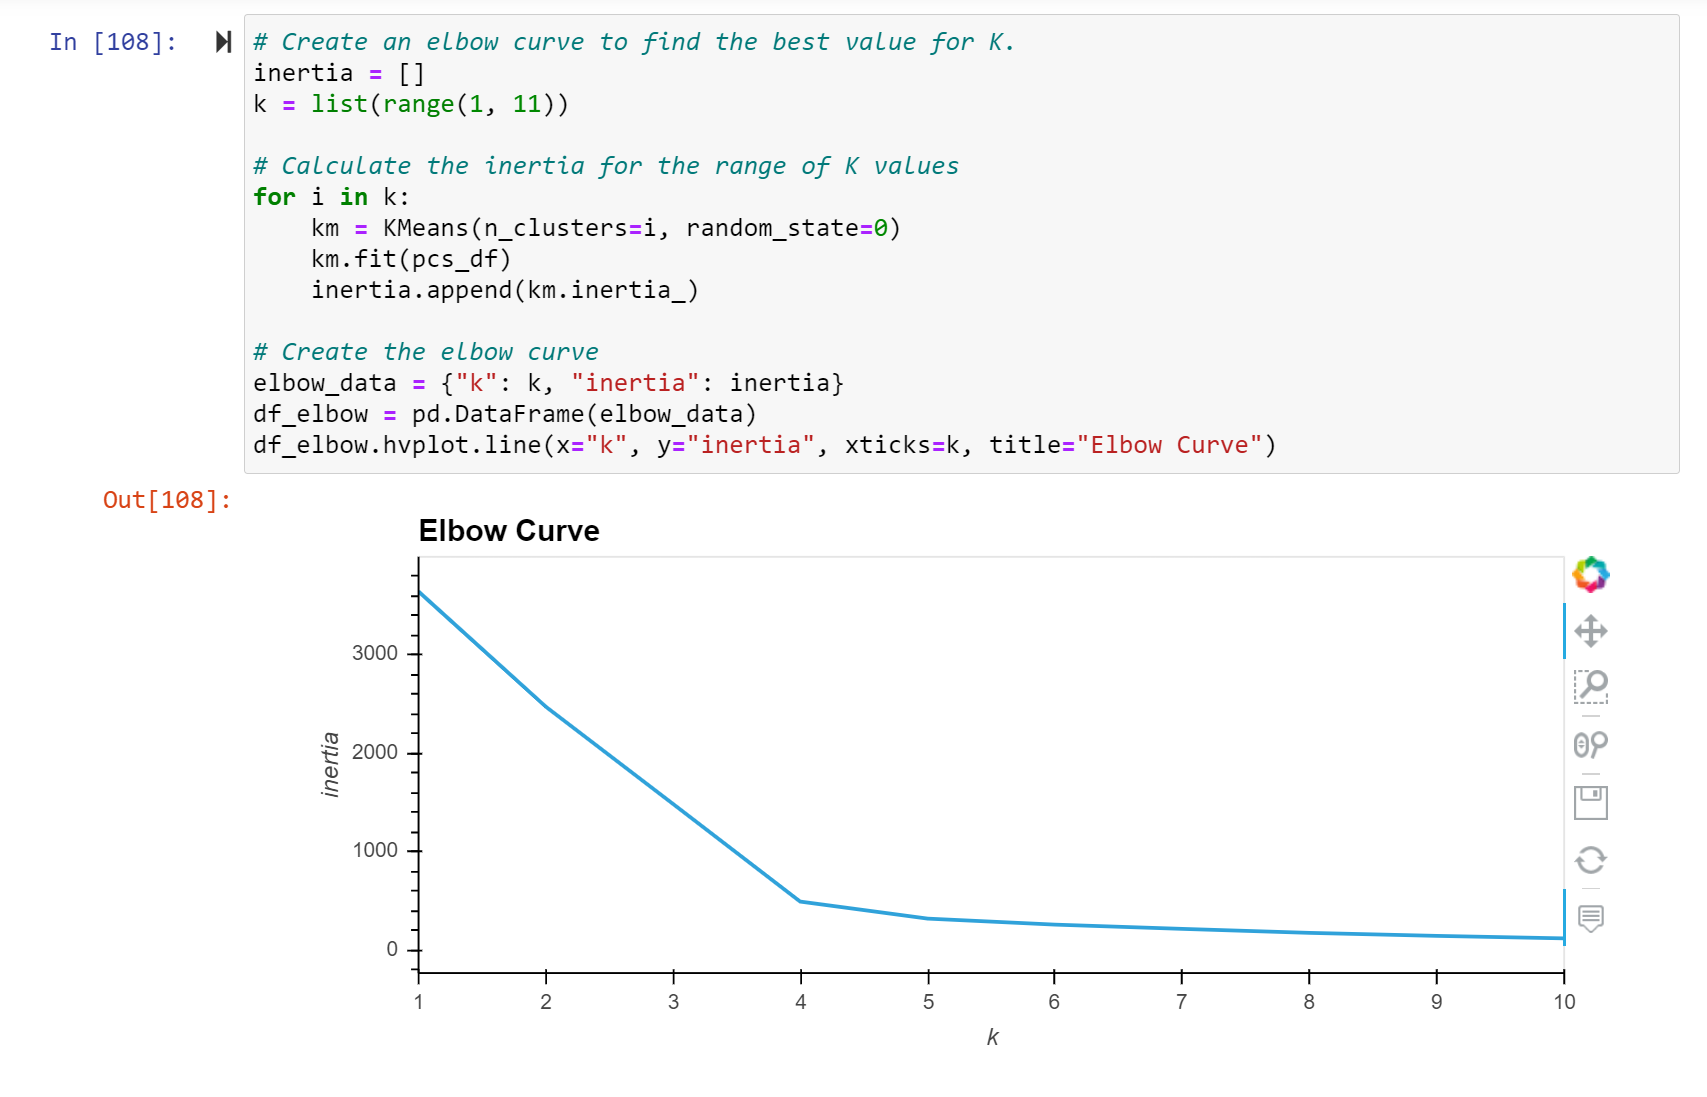 In [108]:
# Create an elbow curve to find the best value for K.
inertia = []
k = list(range(1, 11))
# Calculate the inertia for the range of K values
for i in k:
    km = KMeans(n_clusters=i, random_state=0)
    km.fit(pcs_df)
    inertia.append(km.inertia_)
# Create the elbow curve
elbow_data = {"k": k, "inertia": inertia}
df_elbow = pd.DataFrame(elbow_data)
df_elbow.hvplot.line(x="k", y="inertia", xticks=k, title="Elbow Curve")
Out[108]:
Elbow Curve
3000
2000
1000
0
inertia
1 2 3 4 5 6 7 8 9 10
k